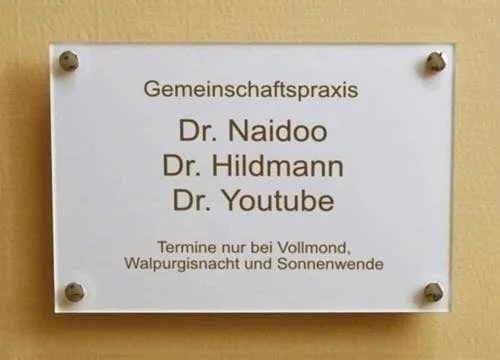 Gemeinschaftspraxis
Dr. Naidoo
Dr. Hildmann
Dr. Youtube
Termine nur bei Vollmond,
Walpurgisnacht und Sonnenwende